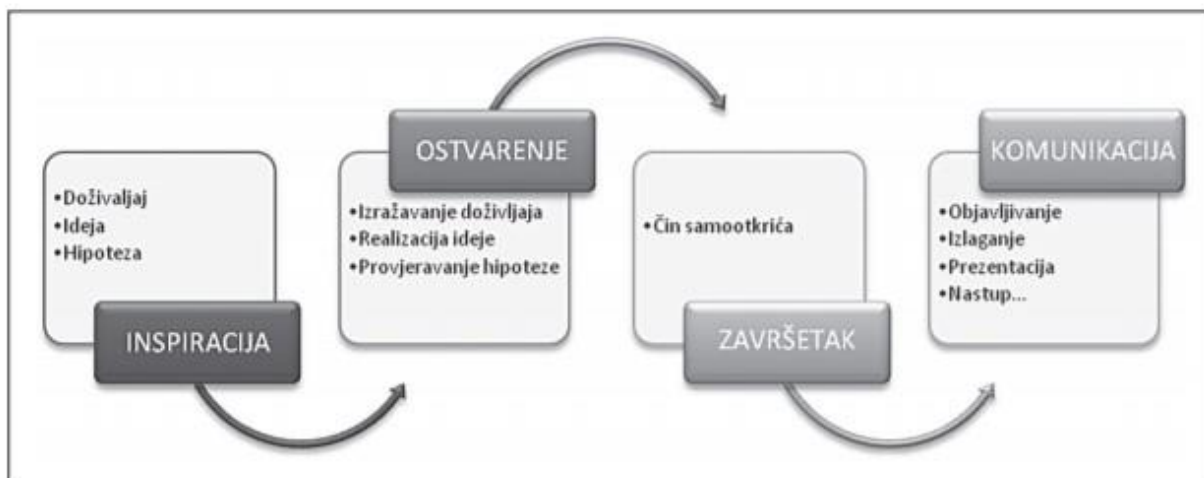 •Doživaljaj
•Ideja
•Hipoteza
INSPIRACIJA
OSTVARENJE
•Izražavanje doživljaja
•Realizacija ideje
•Provjeravanje hipoteze
•Čin samootkrića
ZAVRŠETAK
KOMUNIKACIJA
•Objavljivanje
•Izlaganje
•Prezentacija
•Nastup...